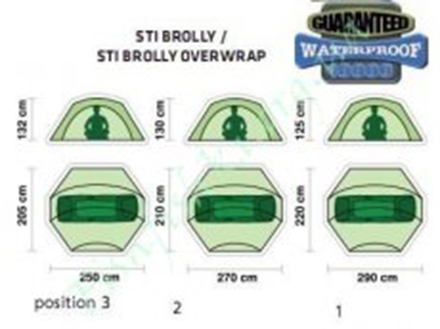 STI BROLLY /
STI BROLLY OVERWRAP
GUARANTEED
WATERPROOF
132 cm
130 cm
125 cm
205 cm
210 cm
220 cm
250 cm
270 cm
290 cm
position 3
2
1